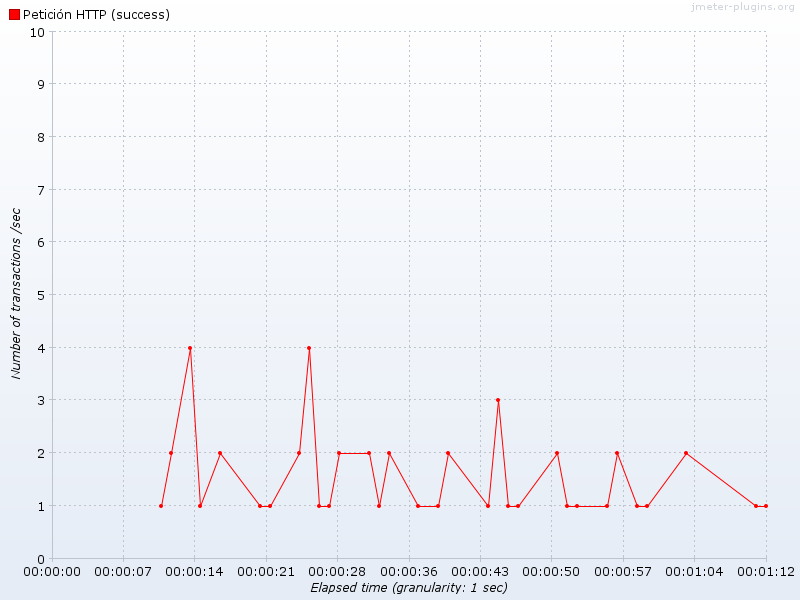 jmeter-plugins.org
Petición HTTP (success)
10
9
8
7
6
5
4
3
2
1
0
Number of transactions /sec
00:00:00 00:00:07 00:00:14 00:00:21 00:00:28 00:00:36 00:00:43 00:00:50 00:00:57 00:01:04 00:01:12
Elapsed time (granularity: 1 sec)